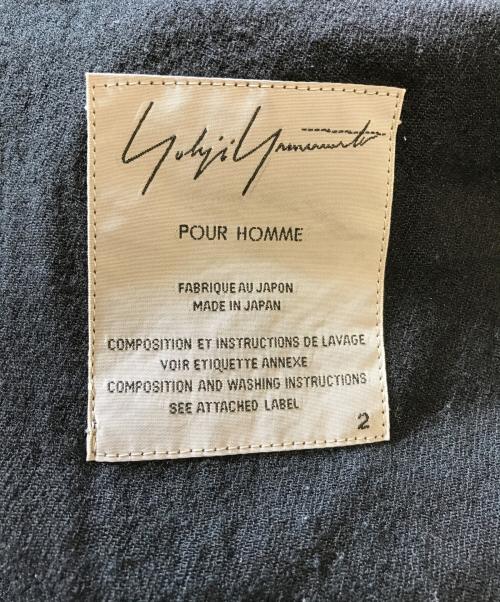 Yohji Yamamoto
POUR HOMME
FABRIQUE AU JAPON
MADE IN JAPAN
COMPOSITION ET INSTRUCTIONS DE LAVAGE
VOIR ETIQUETTE ANNEXE
COMPOSITION AND WASHING INSTRUCTIONS
SEE ATTACHED LABEL
2